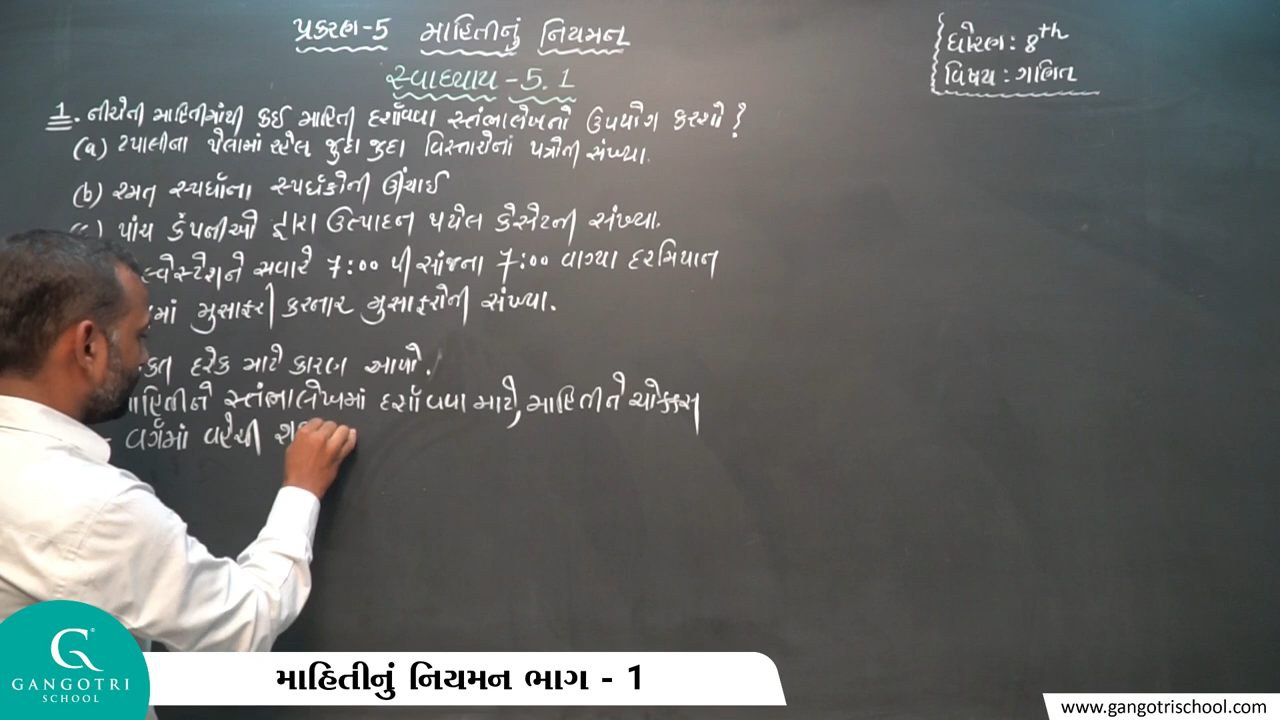 પ્રકરણ-5 માહિતીનું નિયમન
ધોરણ : 8th
વિષય : ગણિત
સ્વાધ્યાય - 5.1
1. નીચેની માહિતીમાંથી કઈ માહિતી દર્શાવવા સ્તંભાલેખનો ઉપયોગ કરશો ?
(a) ટપાલીના થેલામાં રહેલ જુદા જુદા વિસ્તારોનાં પત્રોની સંખ્યા.
(b) રમત સ્પર્ધાના સ્પર્ધકોની ઊંચાઈ
(c) પાંચ કંપનીઓ દ્વારા ઉત્પાદન થયેલ કેસેટની સંખ્યા.
લ્વેસ્ટેશને સવારે 7:00 થી સાંજના 7:00 વાગ્યા દરમિયાન
માં મુસાફરી કરનાર મુસાફરોની સંખ્યા.
ક્ત દરેક માટે કારણ આપો.
માહિતીને સ્તંભાલેખમાં દર્શાવવા માટે, માહિતીને ચોક્કસ
વર્ગમાં વહેંચી શ
GANGOTRI
SCHOOL
માહિતીનું નિયમન ભાગ - 1
www.gangotrischool.com